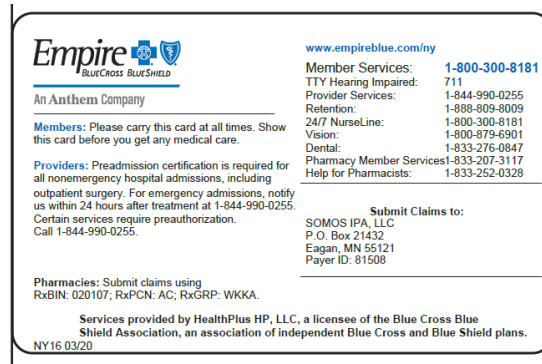 Empire
BLUECROSS BLUESHIELD
An Anthem Company
Members: Please carry this card at all times. Show
this card before you get any medical care.
Providers: Preadmission certification is required for
all nonemergency hospital admissions, including
outpatient surgery. For emergency admissions, notify
us within 24 hours after treatment at 1-844-990-0255.
Certain services require preauthorization.
Call 1-844-990-0255.
www.empireblue.com/ny
Member Services: 1-800-300-8181
TTY Hearing Impaired: 711
Provider Services: 1-844-990-0255
Retention: 1-888-809-8009
24/7 NurseLine: 1-800-300-8181
Vision: 1-800-879-6901
Dental: 1-833-276-0847
Pharmacy Member Services1-833-207-3117
Help for Pharmacists: 1-833-252-0328
Submit Claims to:
SOMOS IPA, LLC
P.O. Box 21432
Eagan, MN 55121
Payer ID: 81508
Pharmacies: Submit claims using
RxBIN: 020107; RxPCN: AC; RxGRP: WKKA.
Services provided by HealthPlus HP, LLC, a licensee of the Blue Cross Blue
Shield Association, an association of independent Blue Cross and Blue Shield plans.
NY16 03/20